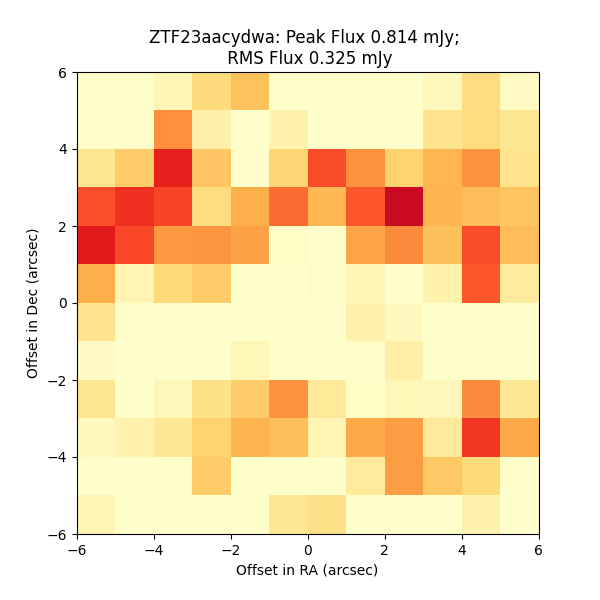 ZTF23aacydwa: Peak Flux 0.814 mJy;
RMS Flux 0.325 mJy
6
4
2
0
−2
−4
−6
Offset in Dec (arcsec)
−6 −4 −2 0 2 4 6
Offset in RA (arcsec)